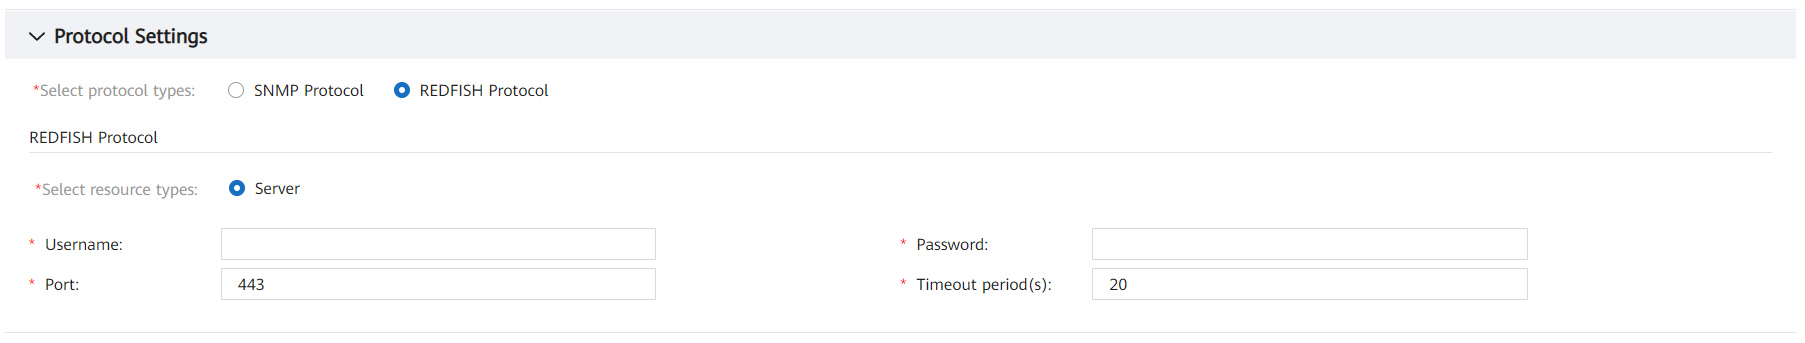 Protocol Settings
*Select protocol types: SNMP Protocol REDFISH Protocol
REDFISH Protocol
*Select resource types: Server
* Username: * Password:
* Port: 443 * Timeout period(s): 20